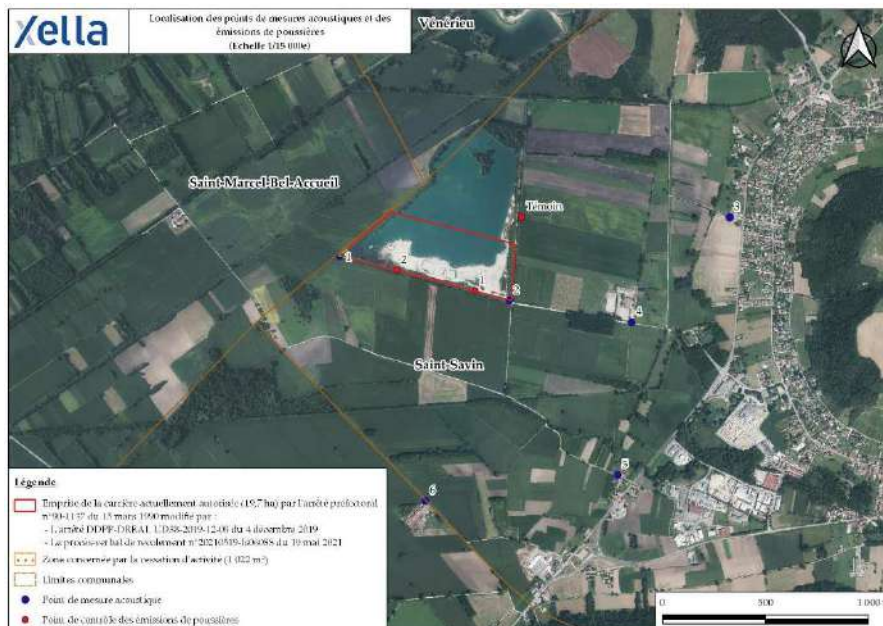 xella
Localisation des points de mesures acoustiques et des
émissions de poussières
(Echelle 1/15 000e)
Vénérieu
Saint-Marcel-Bel-Accueil
Témoin
3
1
2
1
2
4
Saint-Savin
5
6
Légende
Emprise de la carrière actuellement autorisée (19,7 ha) par l'arrêté préfectoral
du 15 mars 1990 modifié par :
- L'arrêté DDPP-DREAL UD38-2019-12-09 du 4 décembre 2019
- Le procès-verbal de récolement du 19 mai 2021
Zone concernée par la cessation d'activité (1 022 m²)
Limites communales
Point de mesure acoustique
Point de contrôle des émissions de poussières
0 500 1 000